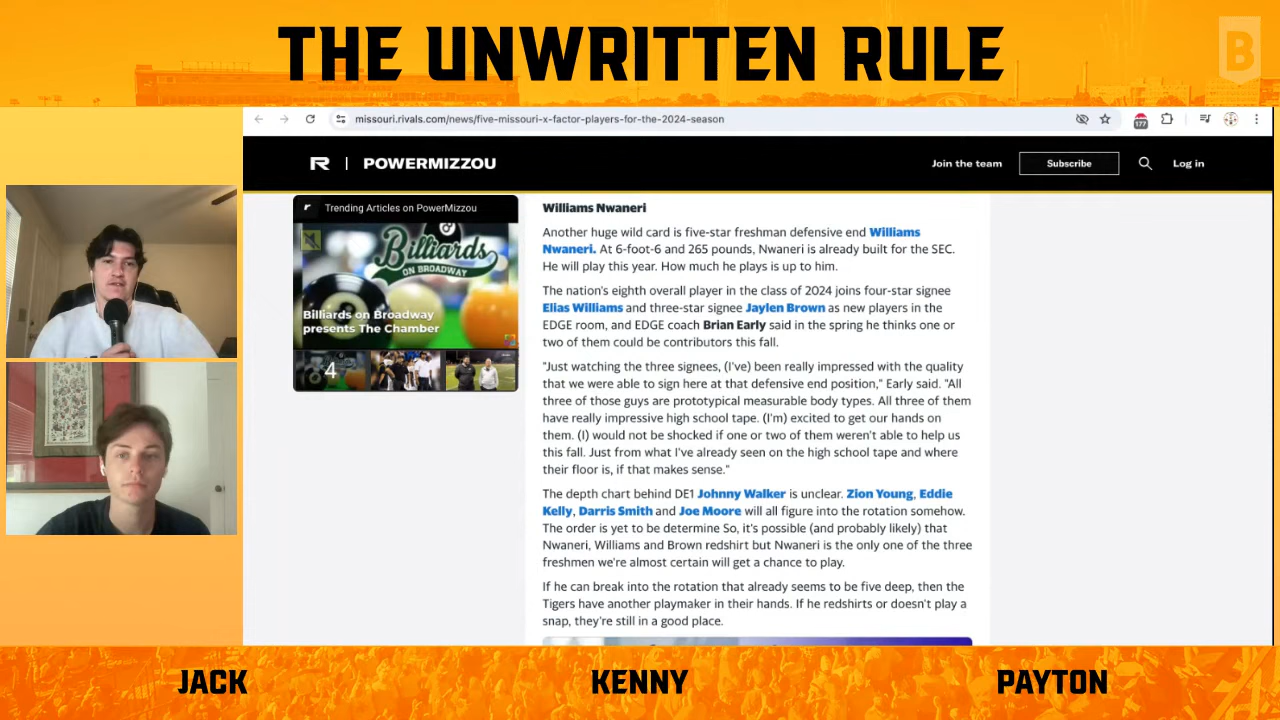 THE UNWRITTEN RULE
B
missouri.rivals.com/news/five-missouri-x-factor-players-for-the-2024-season
177
R | POWERMIZZOU
Join the team
Subscribe
Log in
Trending Articles on PowerMizzou
Billiards
ON BROADWAY
Billiards on Broadway
presents The Chamber
4
Williams Nwaneri
Another huge wild card is five-star freshman defensive end Williams
Nwaneri. At 6-foot-6 and 265 pounds, Nwaneri is already built for the SEC.
He will play this year. How much he plays is up to him.
The nation's eighth overall player in the class of 2024 joins four-star signee
Elias Williams and three-star signee Jaylen Brown as new players in the
EDGE room, and EDGE coach Brian Early said in the spring he thinks one or
two of them could be contributors this fall.
"Just watching the three signees, (I've) been really impressed with the quality
that we were able to sign here at that defensive end position," Early said. "All
three of those guys are prototypical measurable body types. All three of them
have really impressive high school tape. (I'm) excited to get our hands on
them. (I) would not be shocked if one or two of them weren't able to help us
this fall. Just from what I've already seen on the high school tape and where
their floor is, if that makes sense."
The depth chart behind DE1 Johnny Walker is unclear. Zion Young, Eddie
Kelly, Darris Smith and Joe Moore will all figure into the rotation somehow.
The order is yet to be determine So, it's possible (and probably likely) that
Nwaneri, Williams and Brown redshirt but Nwaneri is the only one of the three
freshmen we're almost certain will get a chance to play.
If he can break into the rotation that already seems to be five deep, then the
Tigers have another playmaker in their hands. If he redshirts or doesn't play a
snap, they're still in a good place.
JACK
KENNY
PAYTON